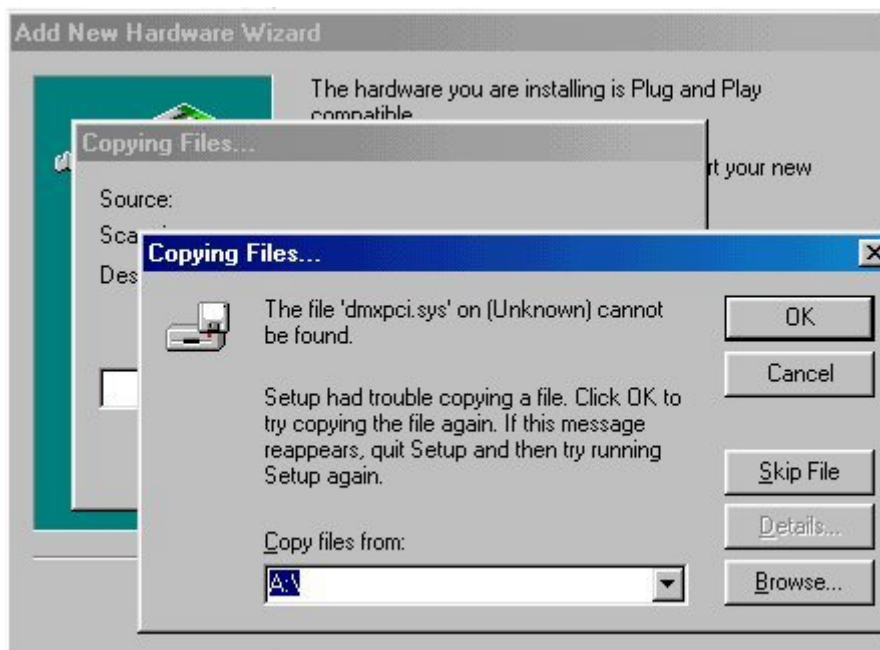 Add New Hardware Wizard
The hardware you are installing is Plug and Play
compatible
Copying Files...
rt your new
Source:
Copying Files...
The file 'dmxpci.sys' on (Unknown) cannot
be found.
OK
Cancel
Setup had trouble copying a file. Click OK to
try copying the file again. If this message
reappears, quit Setup and then try running
Setup again.
Skip File
Details...
Copy files from:
A:\
Browse...